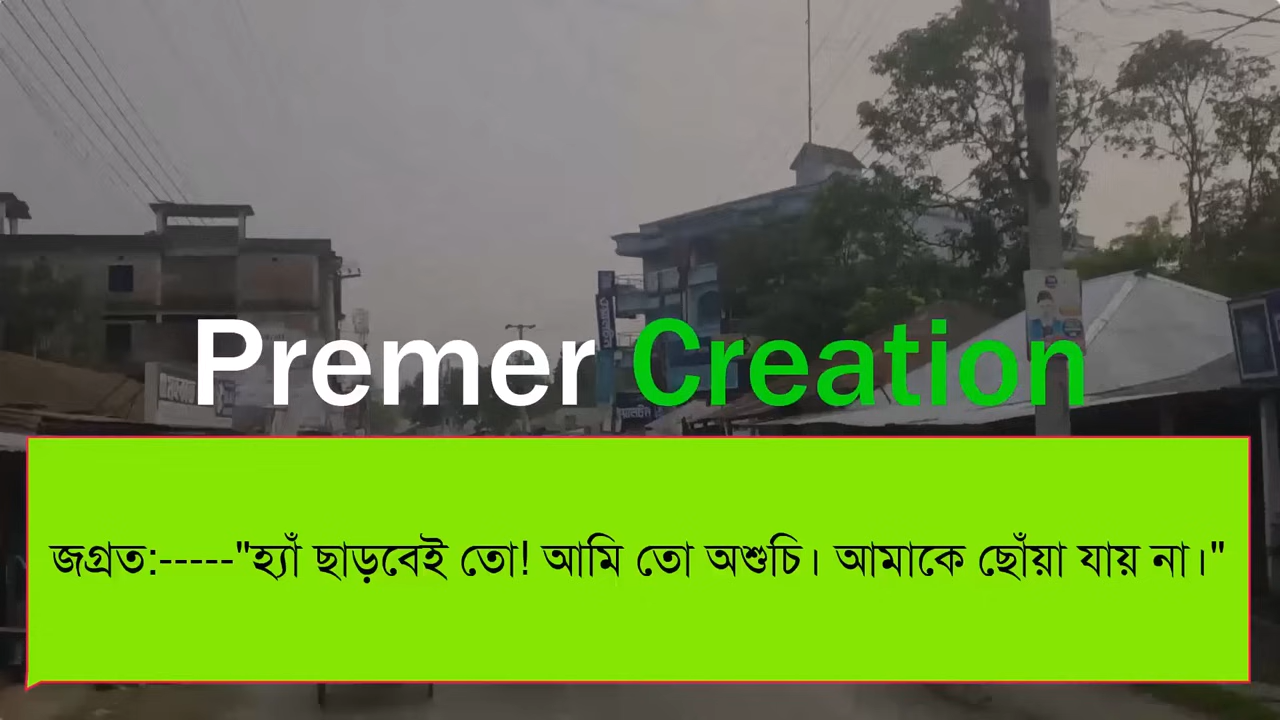 Premer Creation
জগ্রত:-----"হ্যাঁ ছাড়বেই তো! আমি তো অশুচি। আমাকে ছোঁয়া যায় না।"